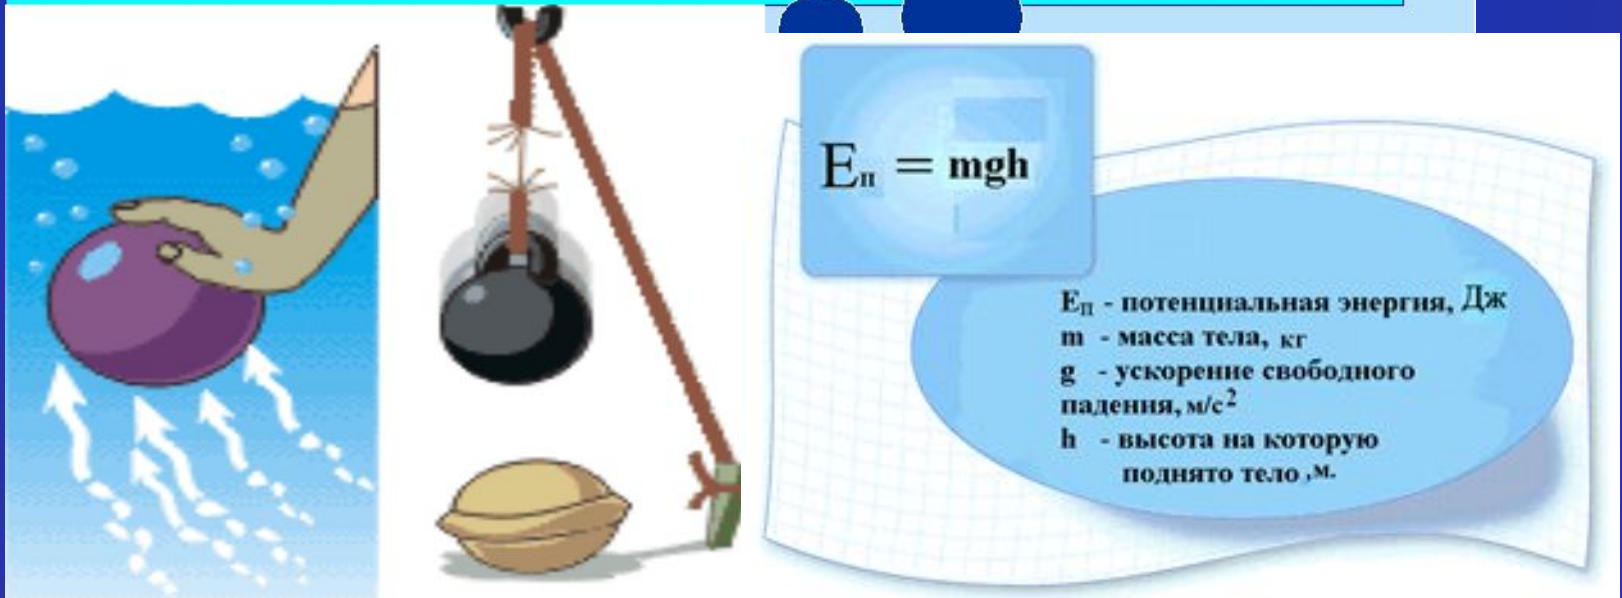 Eп = mgh
Eп - потенциальная энергия, Дж
m - масса тела, кг
g - ускорение свободного
падения, м/с²
h - высота на которую
поднято тело ,м.